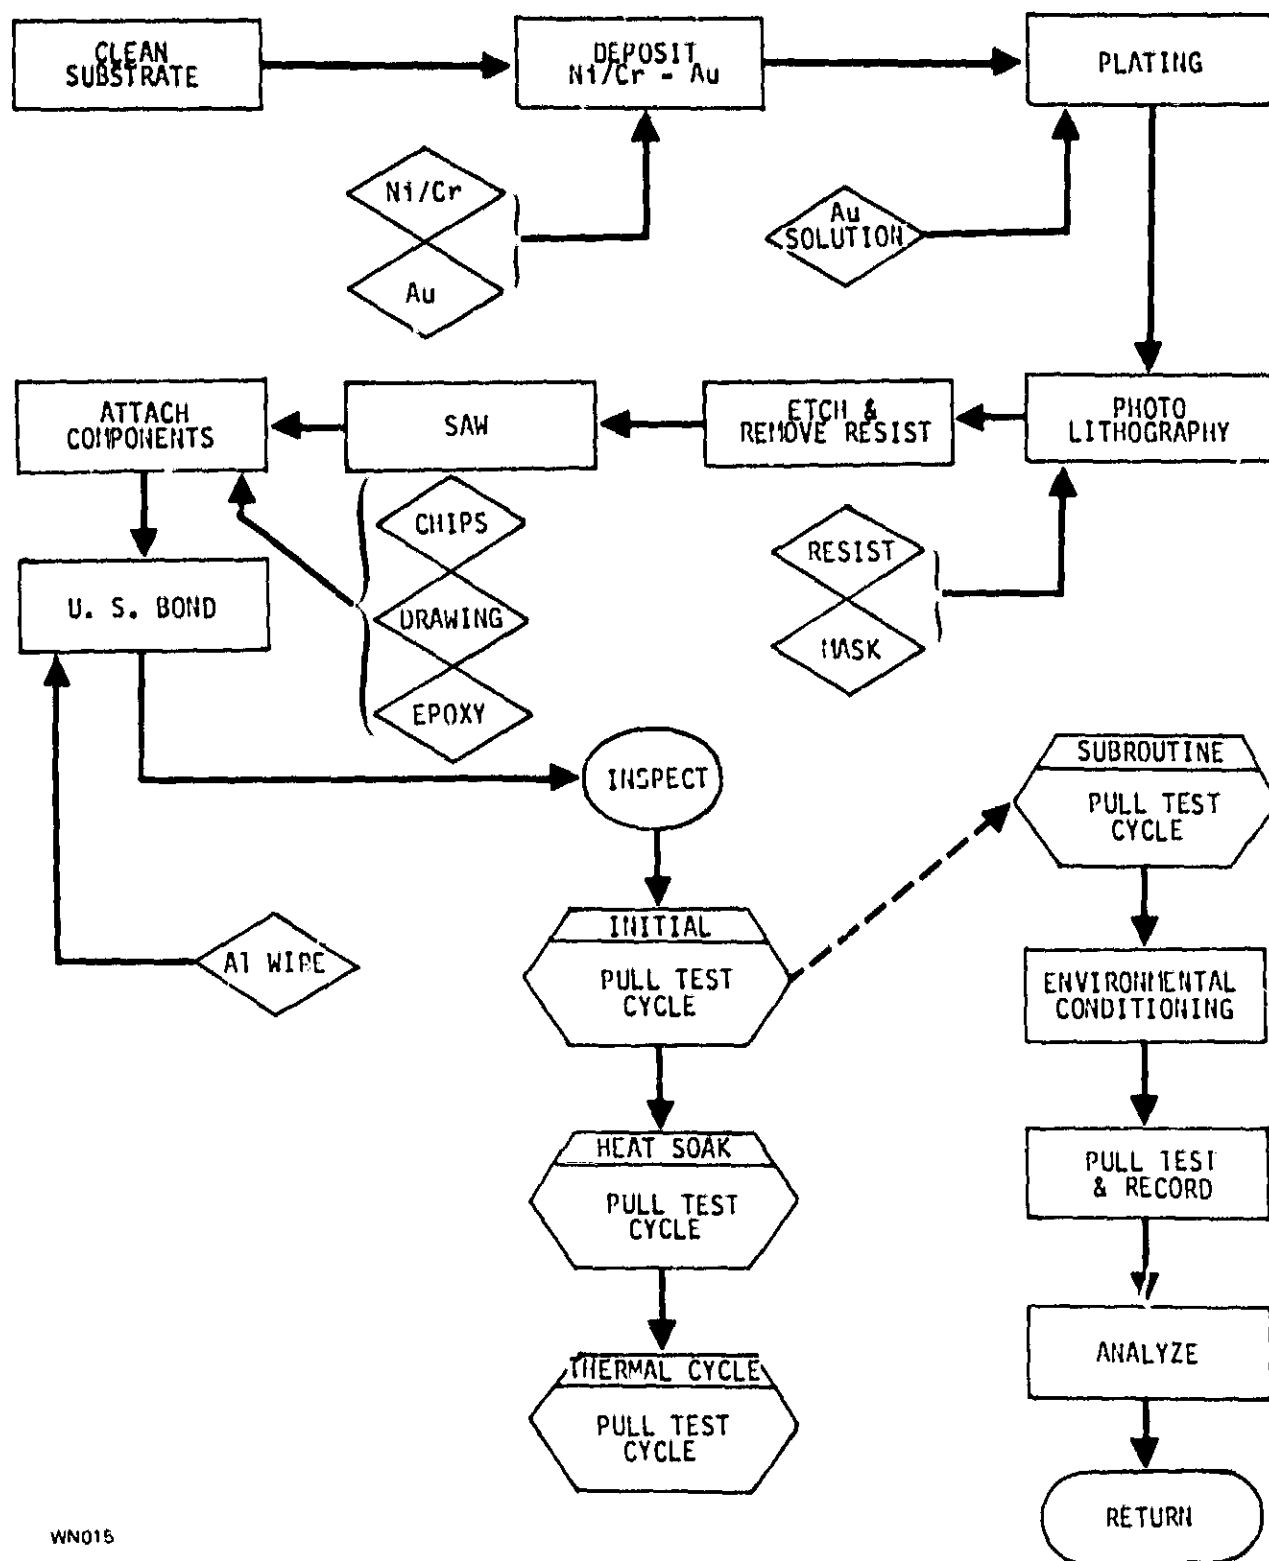 CLEAN
SUBSTRATE
DEPOSIT
Ni/Cr - Au
PLATING
Ni/Cr
Au
Au
SOLUTION
ATTACH
COMPONENTS
SAW
ETCH &
REMOVE RESIST
PHOTO
LITHOGRAPHY
CHIPS
DRAWING
EPOXY
RESIST
MASK
U. S. BOND
INSPECT
SUBROUTINE
PULL TEST
CYCLE
Al WIRE
INITIAL
PULL TEST
CYCLE
ENVIRONMENTAL
CONDITIONING
HEAT SOAK
PULL TEST
CYCLE
PULL TEST
& RECORD
THERMAL CYCLE
PULL TEST
CYCLE
ANALYZE
RETURN
WN015